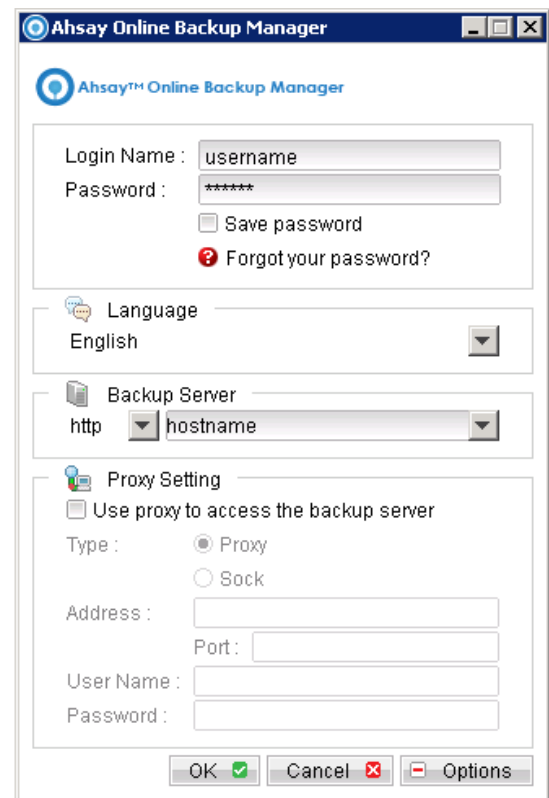 Ahsay Online Backup Manager
Ahsay™ Online Backup Manager
Login Name : username
Password : ******
Save password
Forgot your password?
Language
English
Backup Server
http hostname
Proxy Setting
Use proxy to access the backup server
Type : Proxy
Sock
Address :
Port :
User Name :
Password :
OK Cancel Options